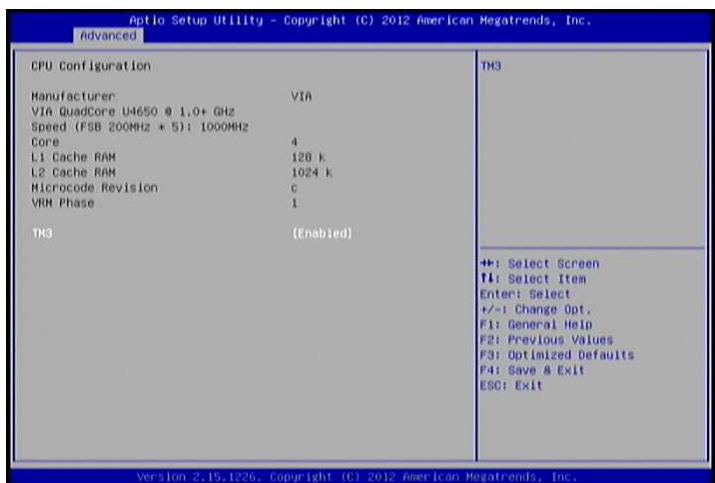 Aptio Setup Utility - Copyright (C) 2012 American Megatrends, Inc.
Advanced
CPU Configuration
Manufacturer VIA
VIA QuadCore U4650 @ 1.0+ GHz
Speed (FSB 200MHz * 5): 1000MHz
Core 4
L1 Cache RAM 128 k
L2 Cache RAM 1024 k
Microcode Revision c
VRM Phase 1
TM3 [Enabled]
TM3
→←: Select Screen
↑↓: Select Item
Enter: Select
+/-: Change Opt.
F1: General Help
F2: Previous Values
F3: Optimized Defaults
F4: Save & Exit
ESC: Exit
Version 2.15.1226. Copyright (C) 2012 American Megatrends, Inc.